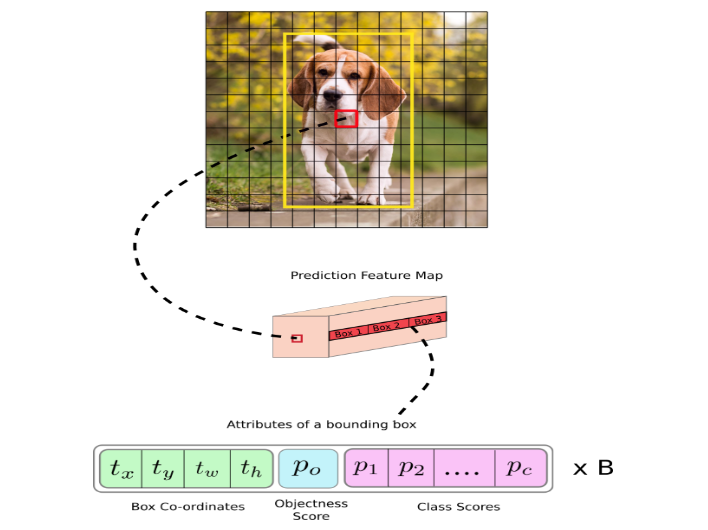 Prediction Feature Map
Box 1 Box 2 Box 3
Attributes of a bounding box
t_x t_y t_w t_h p_o p_1 p_2 .... p_c x B
Box Co-ordinates
Objectness
Score
Class Scores